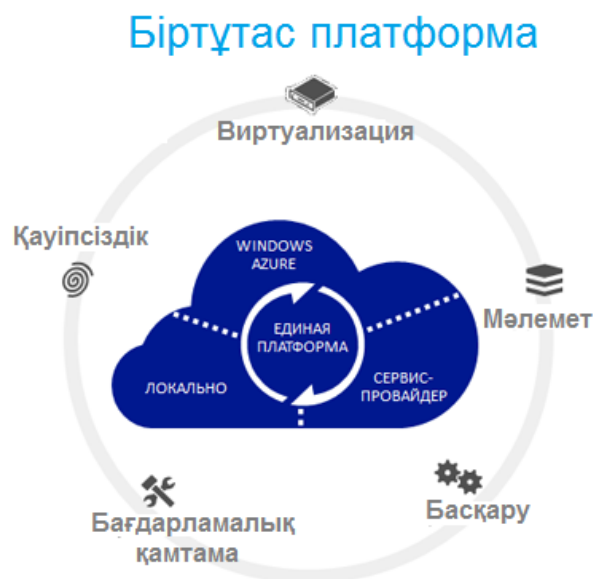 Біртұтас платформа
Виртуализация
Қауіпсіздік
WINDOWS
AZURE
Мәлемет
ЕДИНАЯ
ПЛАТФОРМА
ЛОКАЛЬНО
СЕРВИС-
ПРОВАЙДЕР
Басқару
Бағдарламалық
қамтама